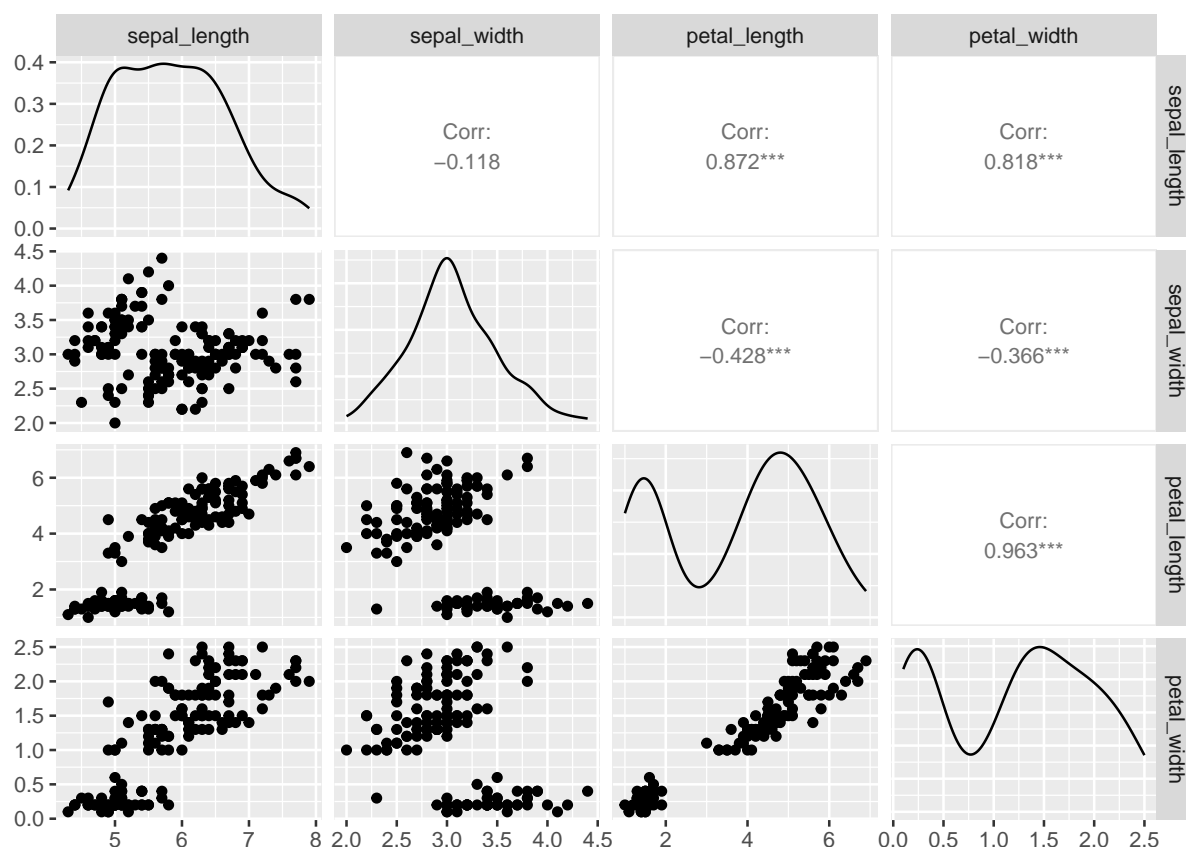 sepal_length
sepal_width
petal_length
petal_width
0.4
0.3
0.2
0.1
0.0
Corr:
−0.118
Corr:
0.872***
Corr:
0.818***
sepal_length
4.5
4.0
3.5
3.0
2.5
2.0
Corr:
−0.428***
Corr:
−0.366***
sepal_width
6
4
2
Corr:
0.963***
petal_length
2.5
2.0
1.5
1.0
0.5
0.0
petal_width
5 6 7 8
2.0 2.5 3.0 3.5 4.0 4.5
2 4 6
0.0 0.5 1.0 1.5 2.0 2.5